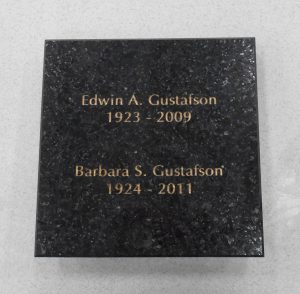 Edwin A. Gustafson
1923 - 2009
Barbara S. Gustafson
1924 - 2011